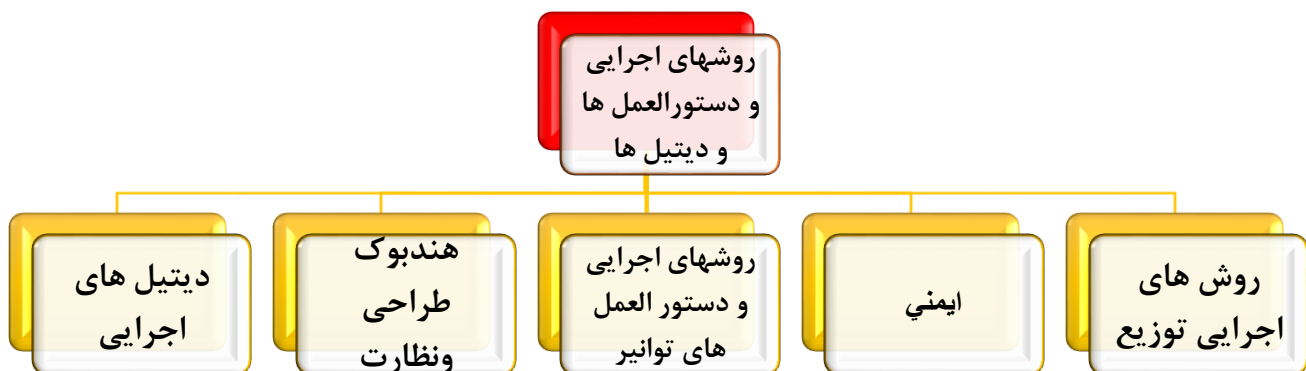 روشهای اجرایی
و دستورالعمل ها
و دیتیل ها
روش های
اجرایی توزیع
ايمني
روشهای اجرایی
و دستور العمل
های توانیر
هندبوک
طراحی
ونظارت
دیتیل های
اجرایی